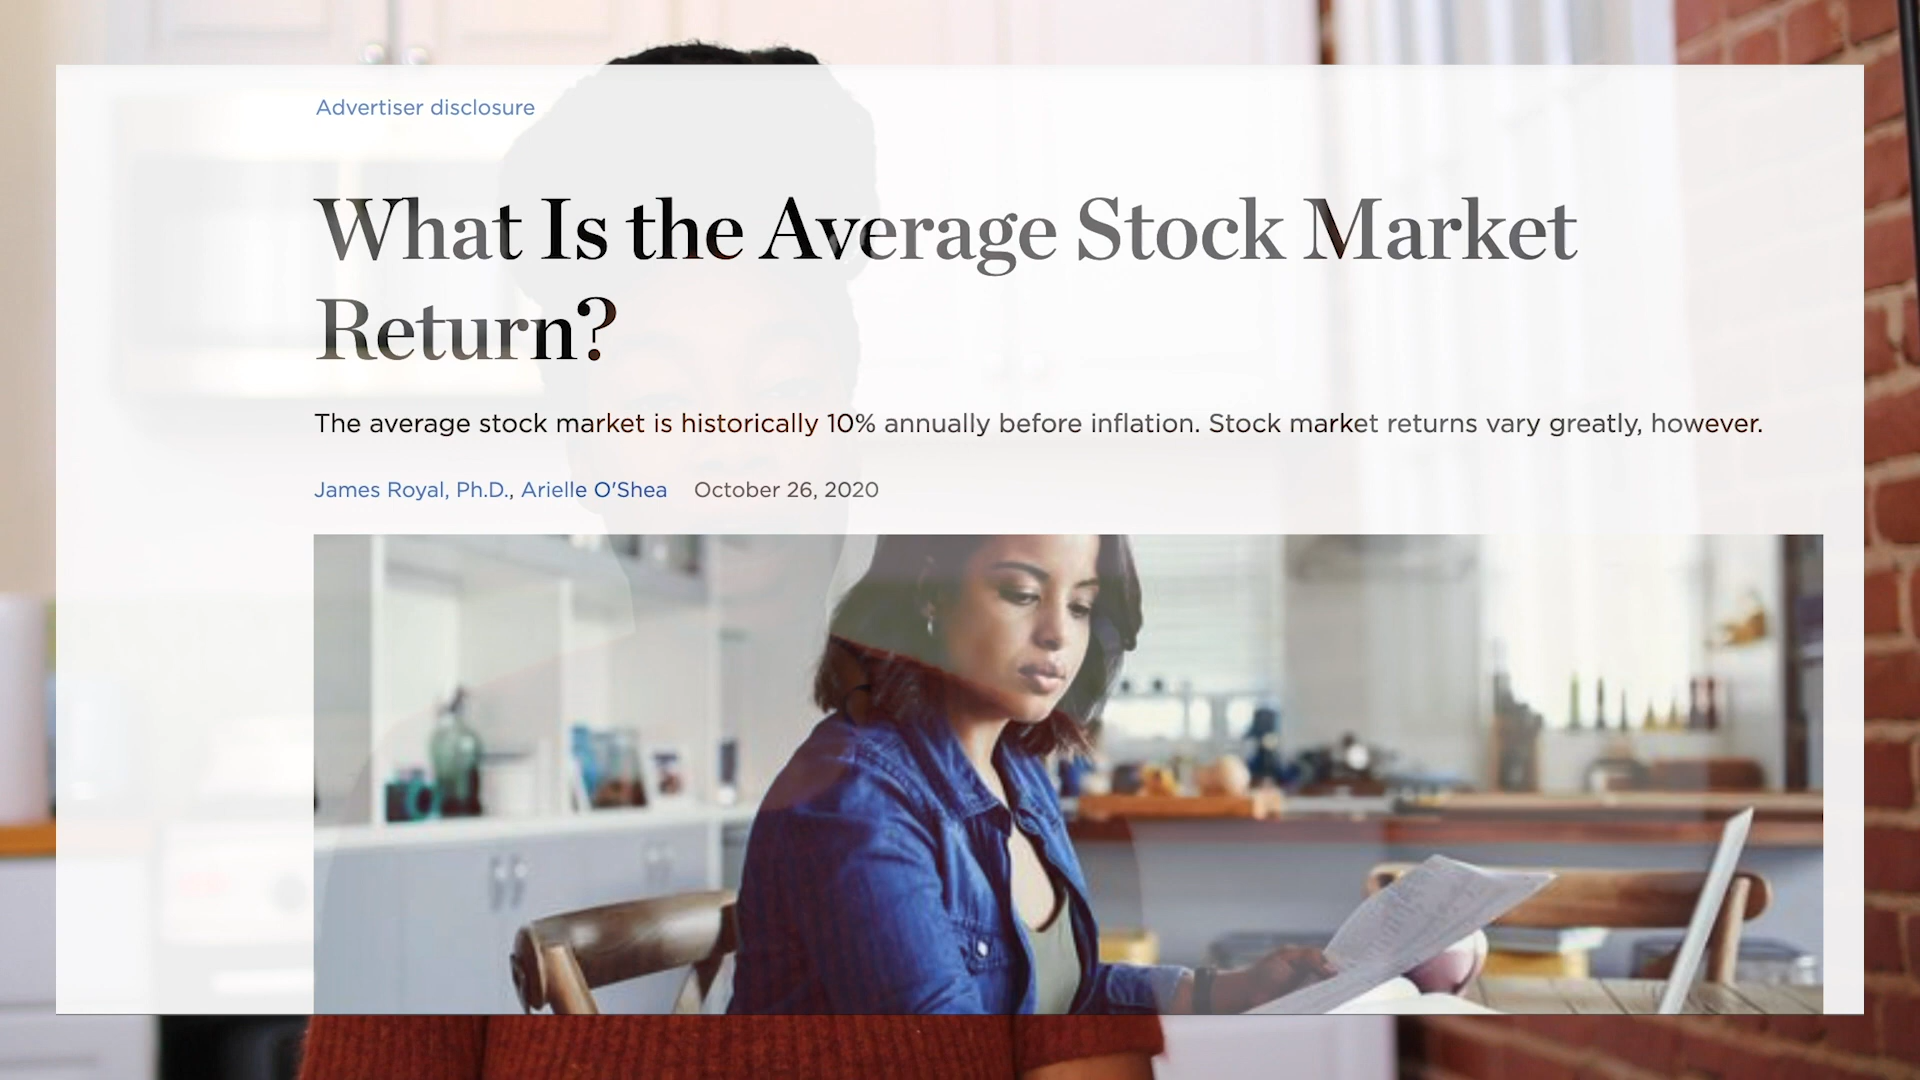 Advertiser disclosure
What Is the Average Stock Market
Return?
The average stock market is historically 10% annually before inflation. Stock market returns vary greatly, however.
James Royal, Ph.D., Arielle O'Shea October 26, 2020